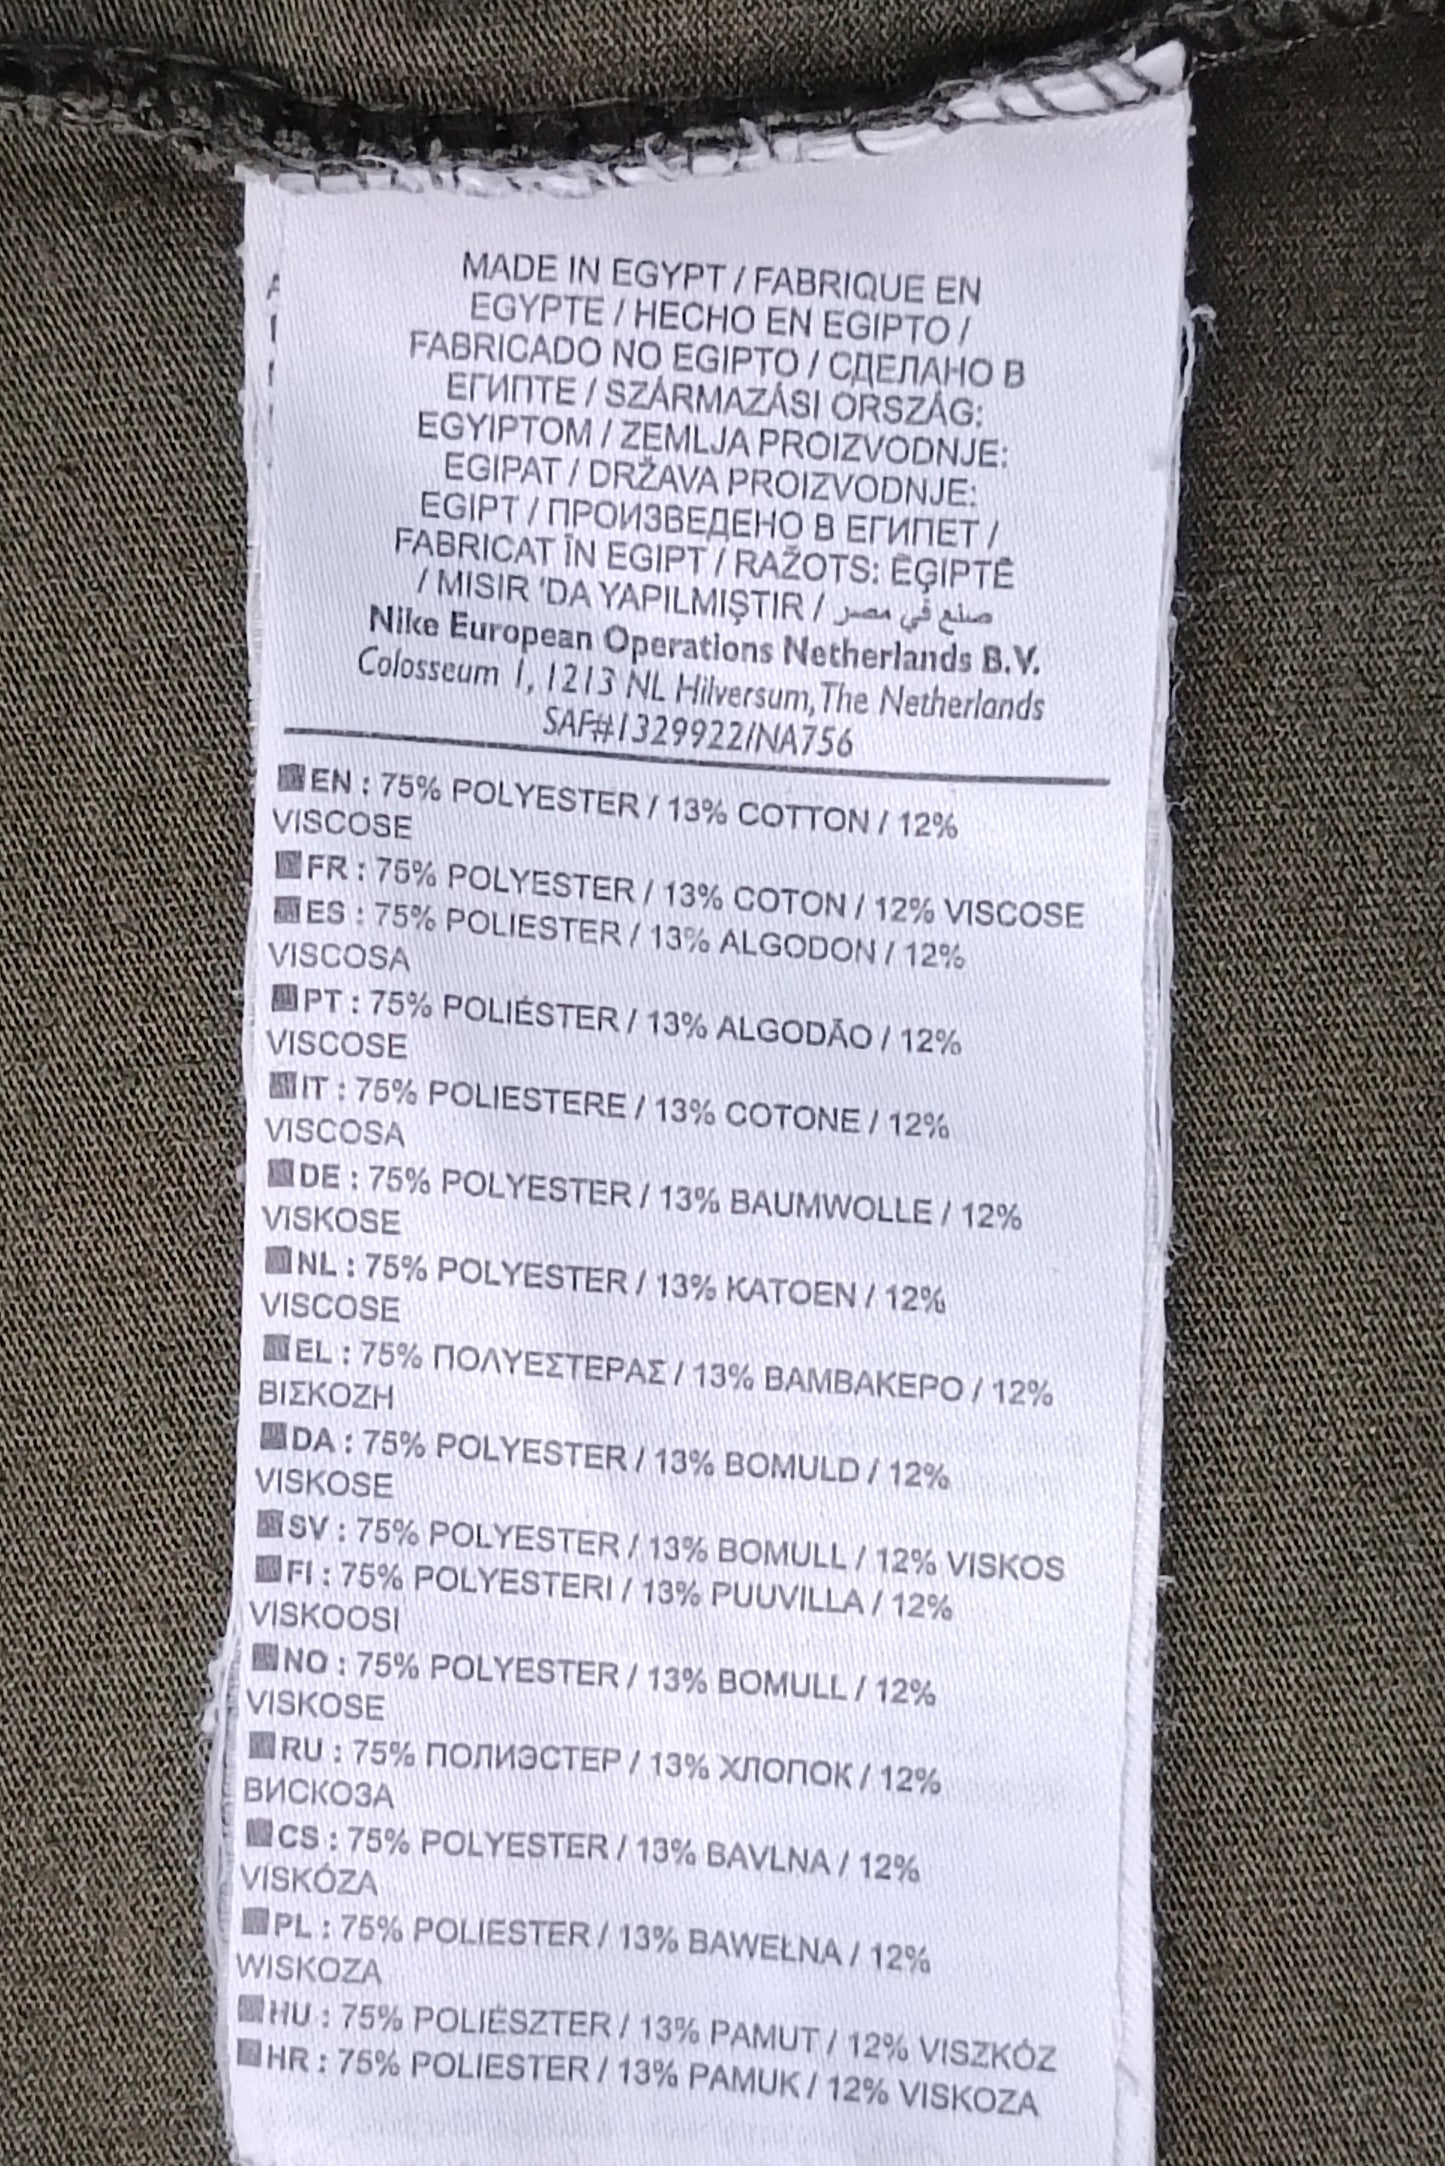 MADE IN EGYPT / FABRIQUE EN
EGYPTE / HECHO EN EGIPTO /
FABRICADO NO EGIPTO / СДЕЛАНО В
ЕГИПТЕ / SZÁRMAZÁSI ORSZÁG:
EGYIPTOM / ZEMLJA PROIZVODNJE:
EGIPAT / DRŽAVA PROIZVODNJE:
EGIPT / ПРОИЗВЕДЕНО В ЕГИПЕТ /
FABRICAT ÎN EGIPT / RAŽOTS: ĒĢIPTĒ
/ MISIR 'DA YAPILMIŞTIR / صنع في مصر
Nike European Operations Netherlands B.V.
Colosseum 1, 1213 NL Hilversum, The Netherlands
SAF#1329922/NA756
EN : 75% POLYESTER / 13% COTTON / 12%
VISCOSE
FR : 75% POLYESTER / 13% COTON / 12% VISCOSE
ES : 75% POLIESTER / 13% ALGODON / 12%
VISCOSA
PT : 75% POLIÉSTER / 13% ALGODÃO / 12%
VISCOSE
IT : 75% POLIESTERE / 13% COTONE / 12%
VISCOSA
DE : 75% POLYESTER / 13% BAUMWOLLE / 12%
VISKOSE
NL : 75% POLYESTER / 13% KATOEN / 12%
VISCOSE
EL : 75% ΠΟΛΥΕΣΤΕΡΑΣ / 13% ΒΑΜΒΑΚΕΡΟ / 12%
ΒΙΣΚΟΖΗ
DA : 75% POLYESTER / 13% BOMULD / 12%
VISKOSE
SV : 75% POLYESTER / 13% BOMULL / 12% VISKOS
FI : 75% POLYESTERI / 13% PUUVILLA / 12%
VISKOOSI
NO : 75% POLYESTER / 13% BOMULL / 12%
VISKOSE
RU : 75% ПОЛИЭСТЕР / 13% ХЛОПОК / 12%
ВИСКОЗА
CS : 75% POLYESTER / 13% BAVLNA / 12%
VISKÓZA
PL : 75% POLIESTER / 13% BAWEŁNA / 12%
WISKOZA
HU : 75% POLIÉSZTER / 13% PAMUT / 12% VISZKÓZ
HR : 75% POLIESTER / 13% PAMUK / 12% VISKOZA